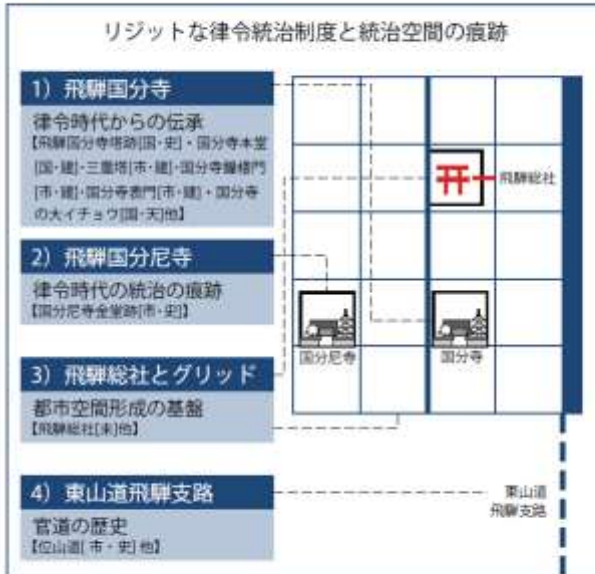 リジットな律令統治制度と統治空間の痕跡
1）飛騨国分寺
律令時代からの伝承
【飛騨国分寺塔跡[国・史]・国分寺本堂
[国・建]・三重塔[市・建]・国分寺鐘楼門
[市・建]・国分寺表門[市・建]・国分寺
の大イチョウ[国・天]他】
2）飛騨国分尼寺
律令時代の統治の痕跡
【国分尼寺金堂跡[市・史]】
3）飛騨総社とグリッド
都市空間形成の基盤
【飛騨総社[未]他】
4）東山道飛騨支路
官道の歴史
【位山道[市・史]他】
飛騨総社
国分尼寺
国分寺
東山道
飛騨支路